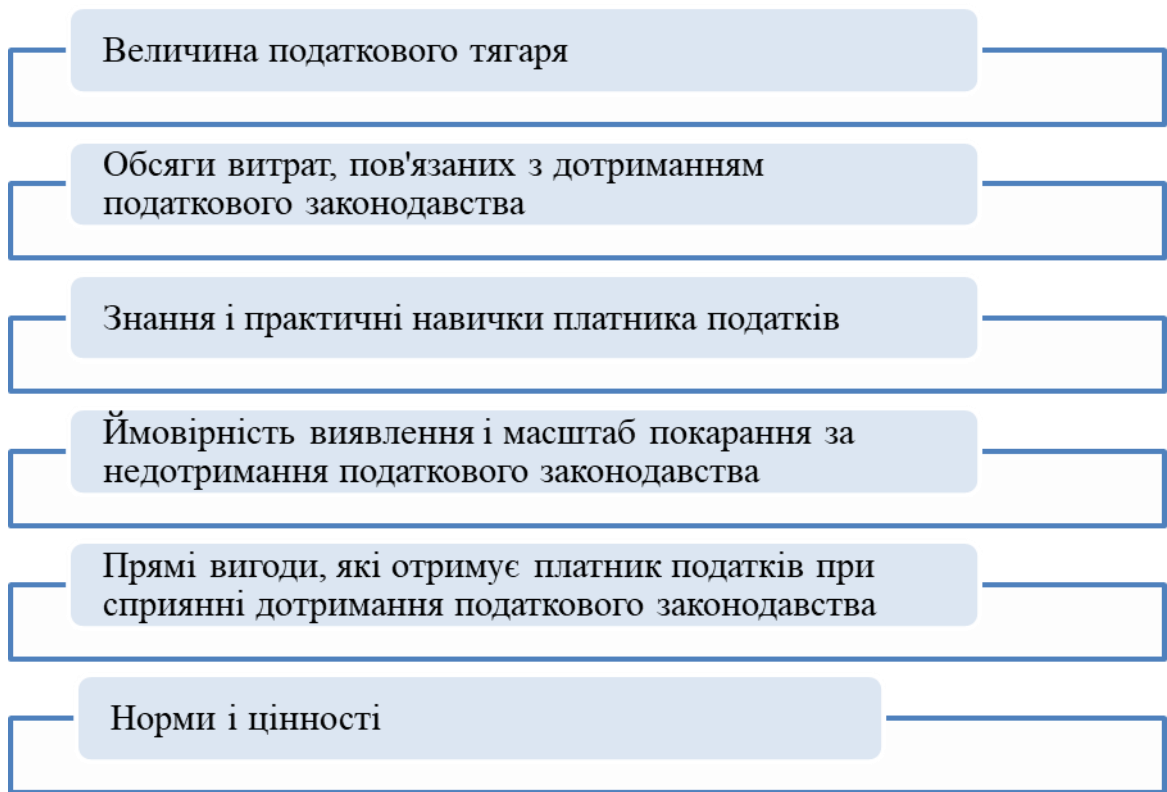 Величина податкового тягаря
Обсяги витрат, пов'язаних з дотриманням
податкового законодавства
Знання і практичні навички платника податків
Ймовірність виявлення і масштаб покарання за
недотримання податкового законодавства
Прямі вигоди, які отримує платник податків при
сприянні дотримання податкового законодавства
Норми і цінності